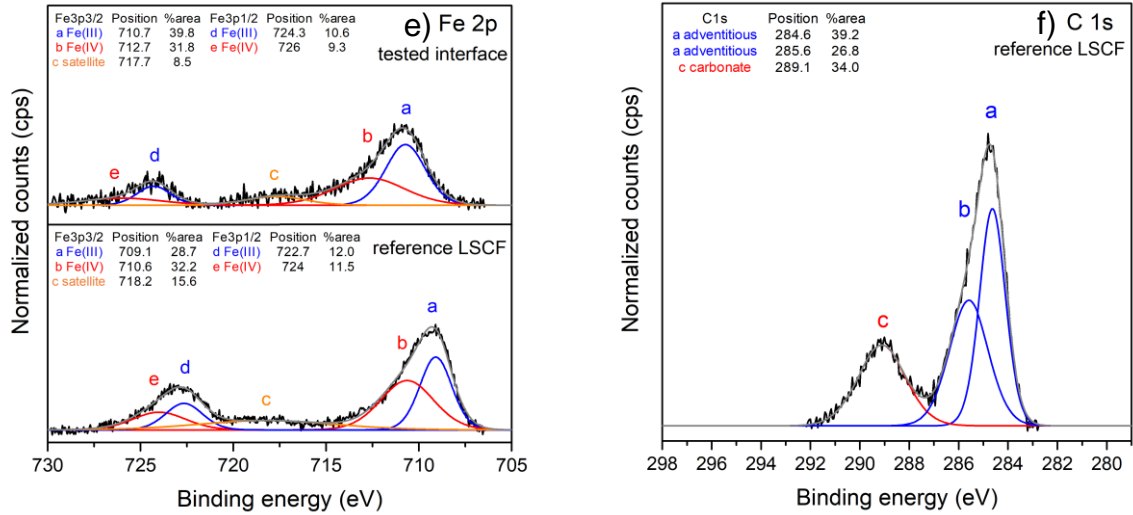 e) Fe 2p
tested interface
Fe3p3/2 Position %area Fe3p1/2 Position %area
a Fe(III) 710.7 39.8 d Fe(III) 724.3 10.6
b Fe(IV) 712.7 31.8 e Fe(IV) 726 9.3
c satellite 717.7 8.5
a
b
c
d
e
reference LSCF
Fe3p3/2 Position %area Fe3p1/2 Position %area
a Fe(III) 709.1 28.7 d Fe(III) 722.7 12.0
b Fe(IV) 710.6 32.2 e Fe(IV) 724 11.5
c satellite 718.2 15.6
a
b
c
d
e
Normalized counts (cps)
730 725 720 715 710 705
Binding energy (eV)
f) C 1s
reference LSCF
C1s Position %area
a adventitious 284.6 39.2
a adventitious 285.6 26.8
c carbonate 289.1 34.0
a
b
c
Normalized counts (cps)
298 296 294 292 290 288 286 284 282 280
Binding energy (eV)